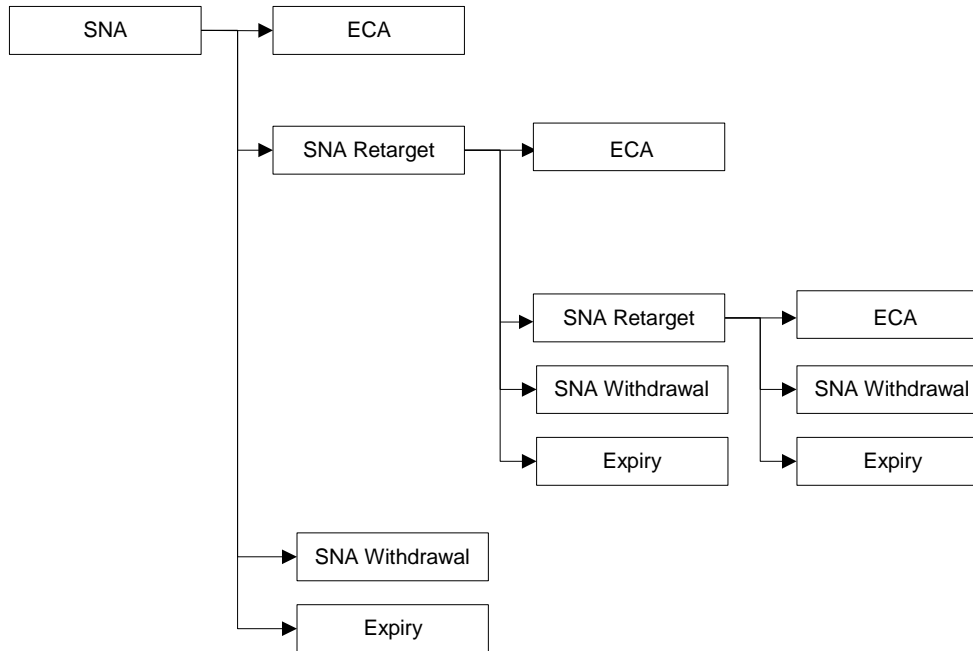 SNA
ECA
SNA Retarget
ECA
SNA Retarget
ECA
SNA Withdrawal
SNA Withdrawal
Expiry
Expiry
SNA Withdrawal
Expiry